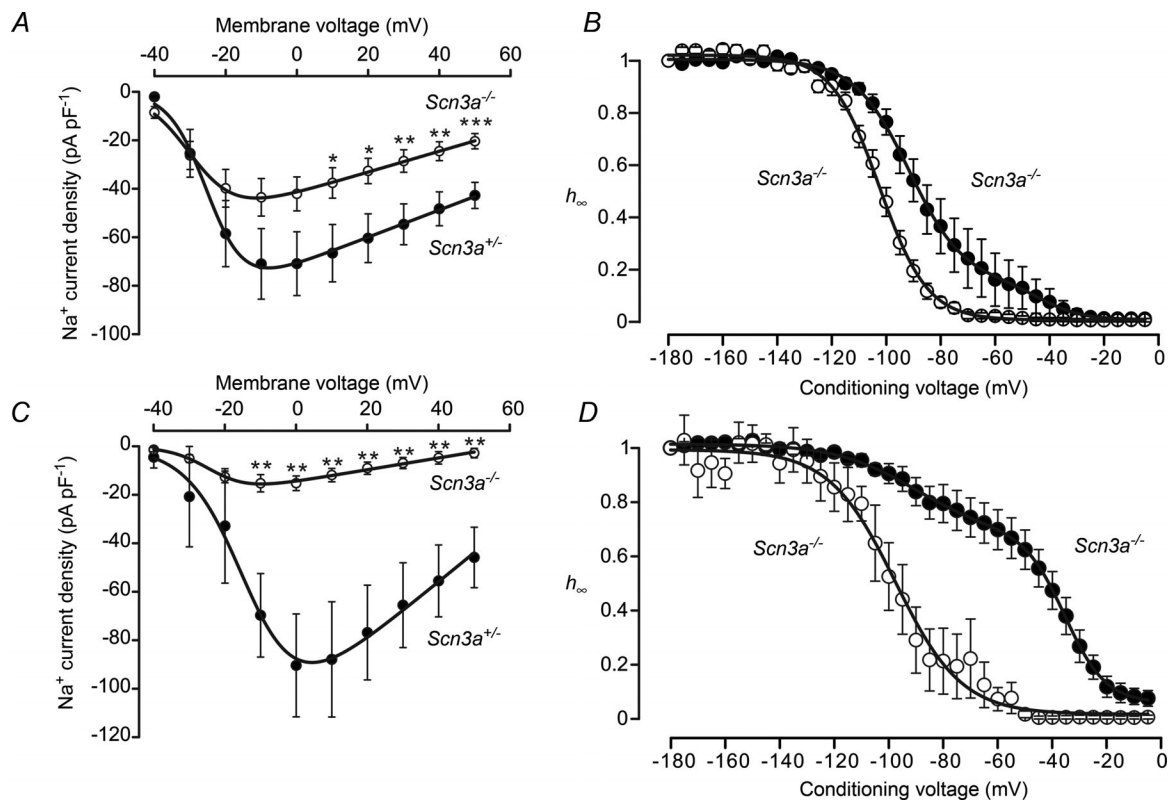 A
Membrane voltage (mV)
-40 -20 0 20 40 60
0
-20
-40
-60
-80
-100
Na⁺ current density (pA pF⁻¹)
Scn3a⁻/⁻
* * ** ** ***
Scn3a⁺/⁻
B
1
0.8
0.6
0.4
0.2
0
h∞
Scn3a⁻/⁻
Scn3a⁻/⁻
-180 -160 -140 -120 -100 -80 -60 -40 -20 0
Conditioning voltage (mV)
C
Membrane voltage (mV)
-40 -20 0 20 40 60
0
-20
-40
-60
-80
-100
-120
Na⁺ current density (pA pF⁻¹)
** ** ** ** ** ** **
Scn3a⁻/⁻
Scn3a⁺/⁻
D
1
0.8
0.6
0.4
0.2
0
h∞
Scn3a⁻/⁻
Scn3a⁻/⁻
-180 -160 -140 -120 -100 -80 -60 -40 -20 0
Conditioning voltage (mV)